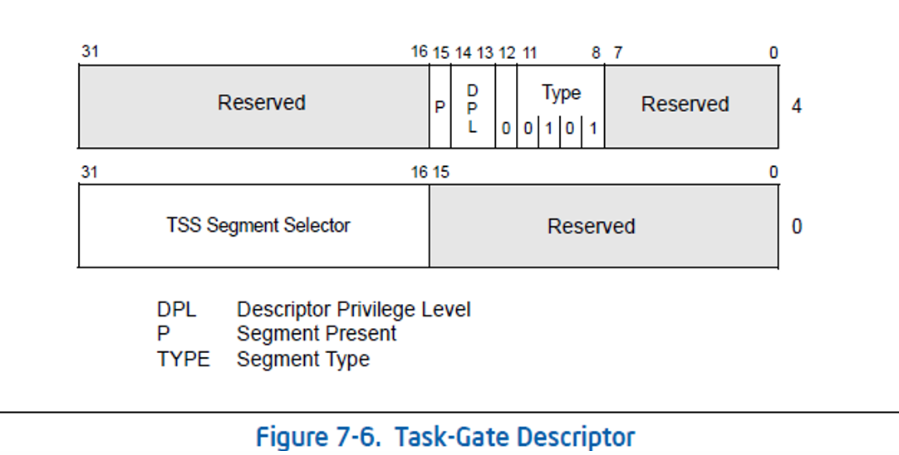 31 16 15 14 13 12 11 8 7 0
Reserved P DPL 0 Type 0 1 0 1 Reserved 4
31 16 15 0
TSS Segment Selector Reserved 0
DPL Descriptor Privilege Level
P Segment Present
TYPE Segment Type
Figure 7-6. Task-Gate Descriptor